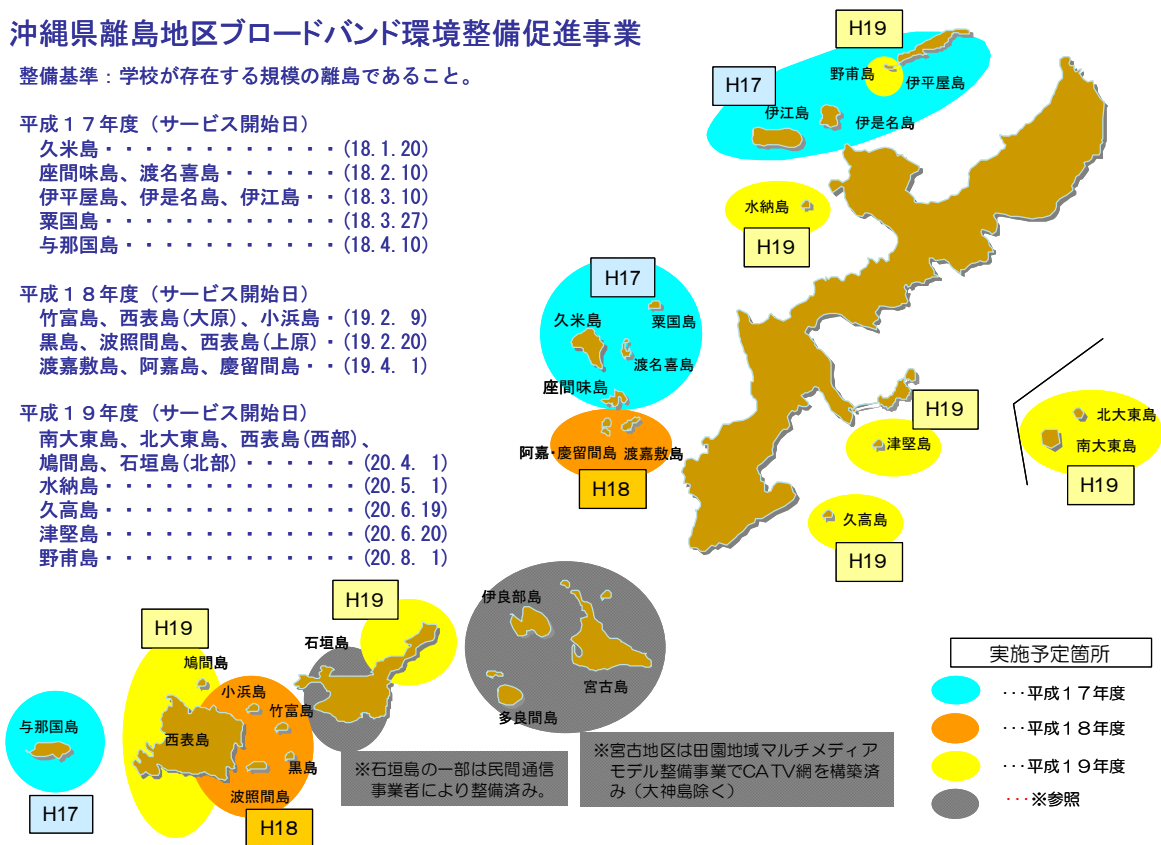 沖縄県離島地区ブロードバンド環境整備促進事業
整備基準：学校が存在する規模の離島であること。
平成１７年度（サービス開始日）
久米島・・・・・・・・・・・・(18.1.20)
座間味島、渡名喜島・・・・・・(18.2.10)
伊平屋島、伊是名島、伊江島・・(18.3.10)
粟国島・・・・・・・・・・・・(18.3.27)
与那国島・・・・・・・・・・・(18.4.10)
平成１８年度（サービス開始日）
竹富島、西表島(大原)、小浜島・(19.2. 9)
黒島、波照間島、西表島(上原)・(19.2.20)
渡嘉敷島、阿嘉島、慶留間島・・(19.4. 1)
平成１９年度（サービス開始日）
南大東島、北大東島、西表島(西部)、
鳩間島、石垣島(北部)・・・・・・(20.4. 1)
水納島・・・・・・・・・・・・・(20.5. 1)
久高島・・・・・・・・・・・・・(20.6.19)
津堅島・・・・・・・・・・・・・(20.6.20)
野甫島・・・・・・・・・・・・・(20.8. 1)
H19
野甫島
伊平屋島
H17
伊江島
伊是名島
水納島
H19
H17
粟国島
久米島
渡名喜島
座間味島
阿嘉・慶留間島
渡嘉敷島
H18
H19
津堅島
北大東島
南大東島
H19
久高島
H19
伊良部島
宮古島
多良間島
H19
石垣島
H19
鳩間島
小浜島
竹富島
西表島
黒島
波照間島
H18
与那国島
H17
※石垣島の一部は民間通信
事業者により整備済み。
※宮古地区は田園地域マルチメディア
モデル整備事業でCATV網を構築済
み（大神島除く）
実施予定箇所
･･･平成１７年度
･･･平成１８年度
･･･平成１９年度
･･･※参照